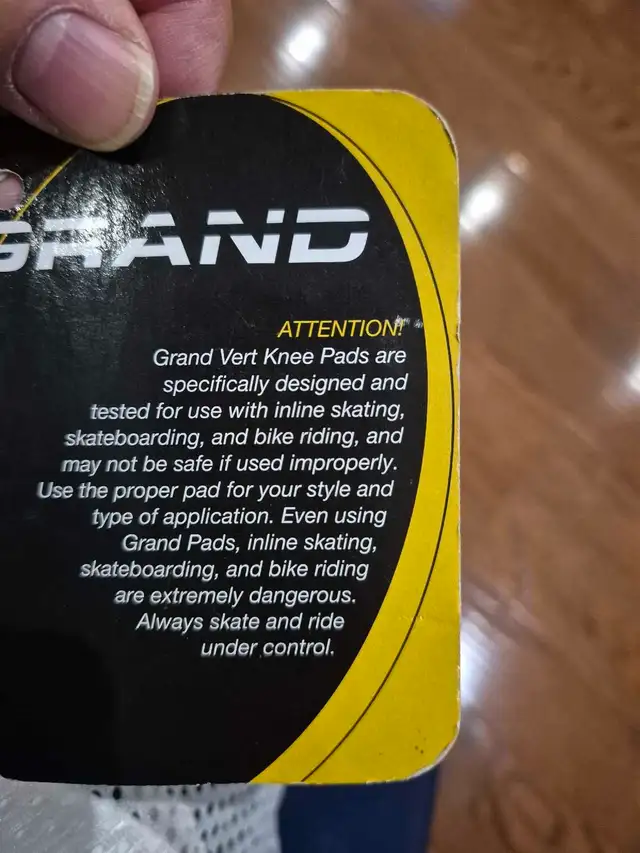 GRAND
ATTENTION!
Grand Vert Knee Pads are
specifically designed and
tested for use with inline skating,
skateboarding, and bike riding, and
may not be safe if used improperly.
Use the proper pad for your style and
type of application. Even using
Grand Pads, inline skating,
skateboarding, and bike riding
are extremely dangerous.
Always skate and ride
under control.